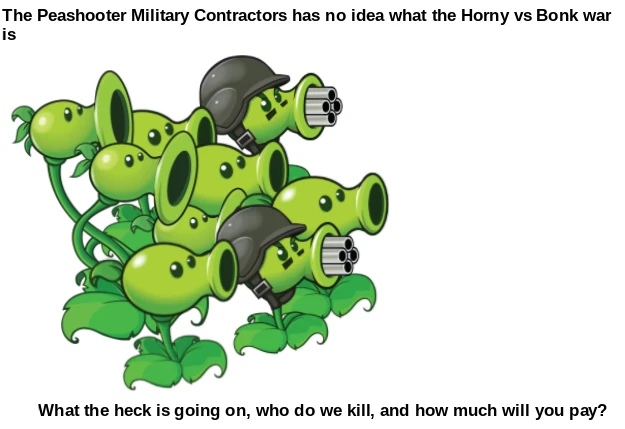 The Peashooter Military Contractors has no idea what the Horny vs Bonk war
is
What the heck is going on, who do we kill, and how much will you pay?